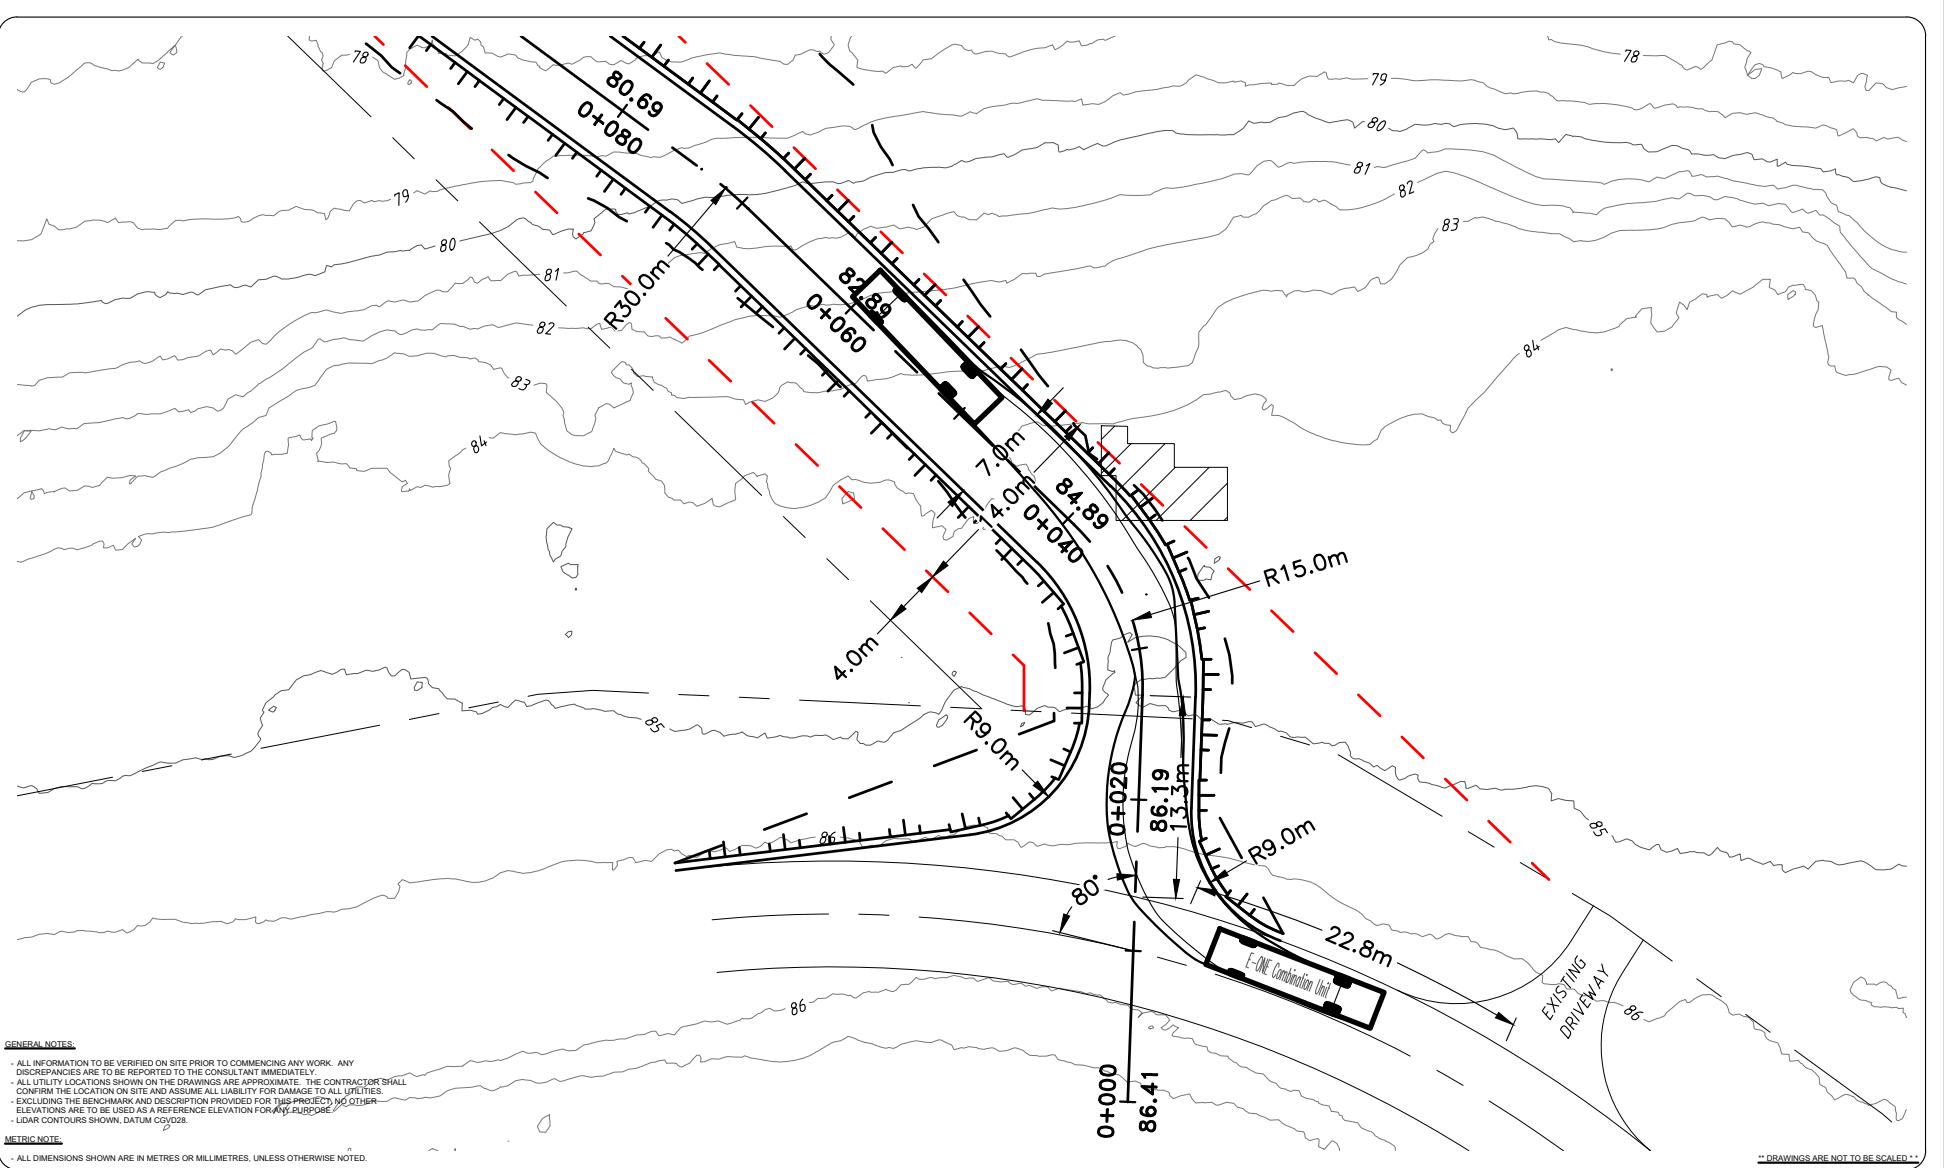 78
78
79
80
81
82
83
84
80.69
0+080
79
80
81
82
83
84
R30.0m
82.89
0+060
7.0m
14.0m
84.89
0+040
R15.0m
4.0m
R9.0m
85
86
0+020
86.19
13.3m
R9.0m
85
80°
22.8m
E-ONE Combination Unit
EXISTING
DRIVEWAY
86
86
0+000
86.41
GENERAL NOTES:
- ALL INFORMATION TO BE VERIFIED ON SITE PRIOR TO COMMENCING ANY WORK. ANY
DISCREPANCIES ARE TO BE REPORTED TO THE CONSULTANT IMMEDIATELY.
- ALL UTILITY LOCATIONS SHOWN ON THE DRAWINGS ARE APPROXIMATE. THE CONTRACTOR SHALL
CONFIRM THE LOCATION ON SITE AND ASSUME ALL LIABILITY FOR DAMAGE TO ALL UTILITIES.
- EXCLUDING THE BENCHMARK AND DESCRIPTION PROVIDED FOR THIS PROJECT, NO OTHER
ELEVATIONS ARE TO BE USED AS A REFERENCE ELEVATION FOR ANY PURPOSE.
- LiDAR CONTOURS SHOWN, DATUM CGVD28.
METRIC NOTE:
- ALL DIMENSIONS SHOWN ARE IN METRES OR MILLIMETRES, UNLESS OTHERWISE NOTED.
** DRAWINGS ARE NOT TO BE SCALED **